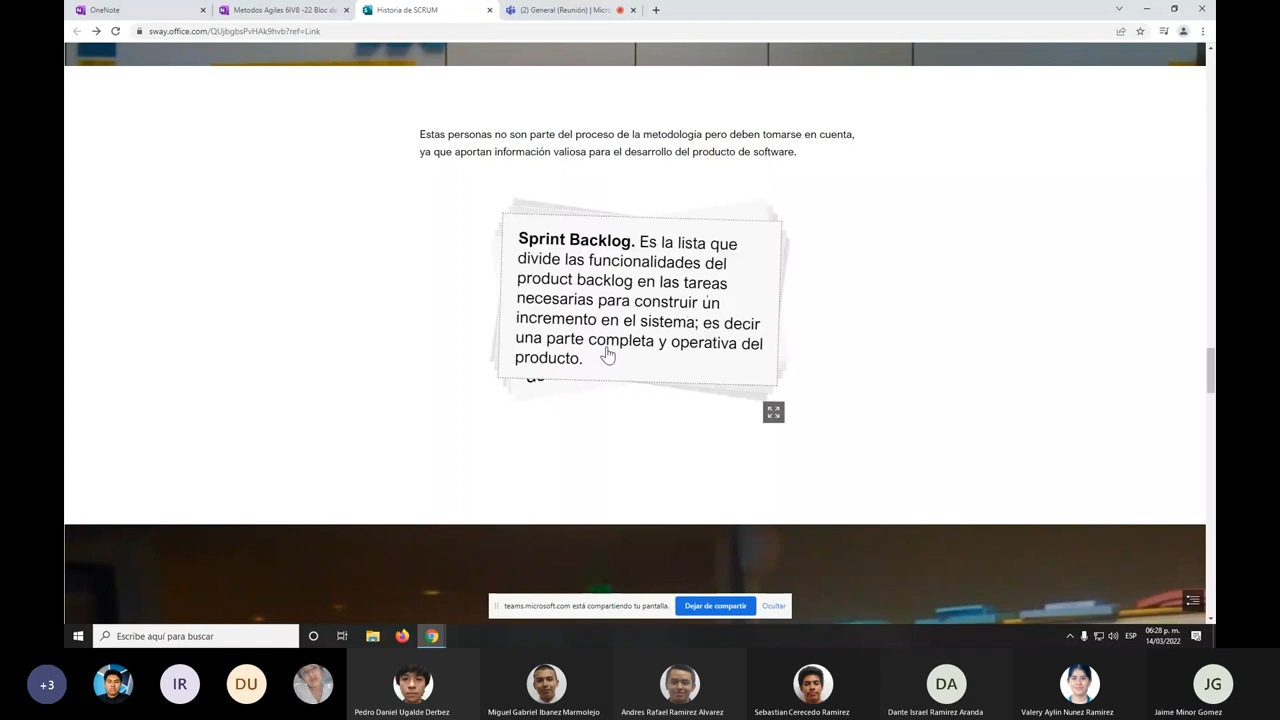 OneNote
Metodos Agiles 6IV8 -22 Bloc de
Historia de SCRUM
(2) General (Reunión) | Micro
sway.office.com/QUjbgbsPvHAk9hvb?ref=Link
Estas personas no son parte del proceso de la metodología pero deben tomarse en cuenta,
ya que aportan información valiosa para el desarrollo del producto de software.
Sprint Backlog. Es la lista que
divide las funcionalidades del
product backlog en las tareas
necesarias para construir un
incremento en el sistema; es decir
una parte completa y operativa del
producto.
teams.microsoft.com está compartiendo tu pantalla.
Dejar de compartir
Ocultar
Escribe aquí para buscar
ESP
06:28 p. m.
14/03/2022
+3
IR
DU
DA
JG
Pedro Daniel Ugalde Derbez
Miguel Gabriel Ibanez Marmolejo
Andres Rafael Ramirez Alvarez
Sebastian Cerecedo Ramirez
Dante Israel Ramirez Aranda
Valery Aylin Nunez Ramirez
Jaime Minor Gomez